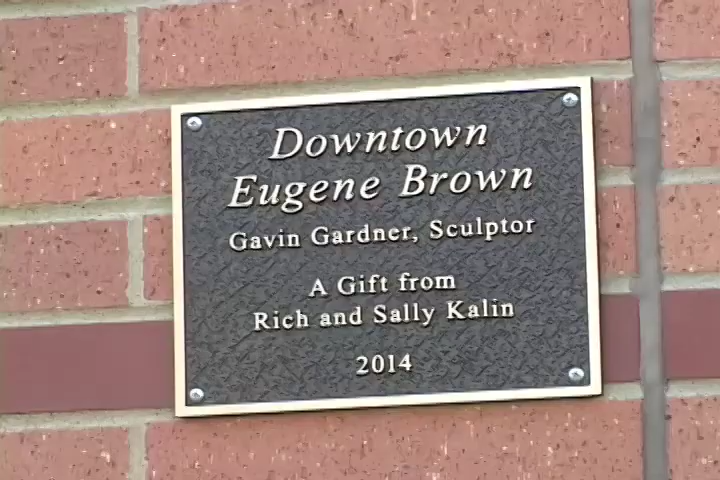 Downtown
Eugene Brown
Gavin Gardner, Sculptor
A Gift from
Rich and Sally Kalin
2014